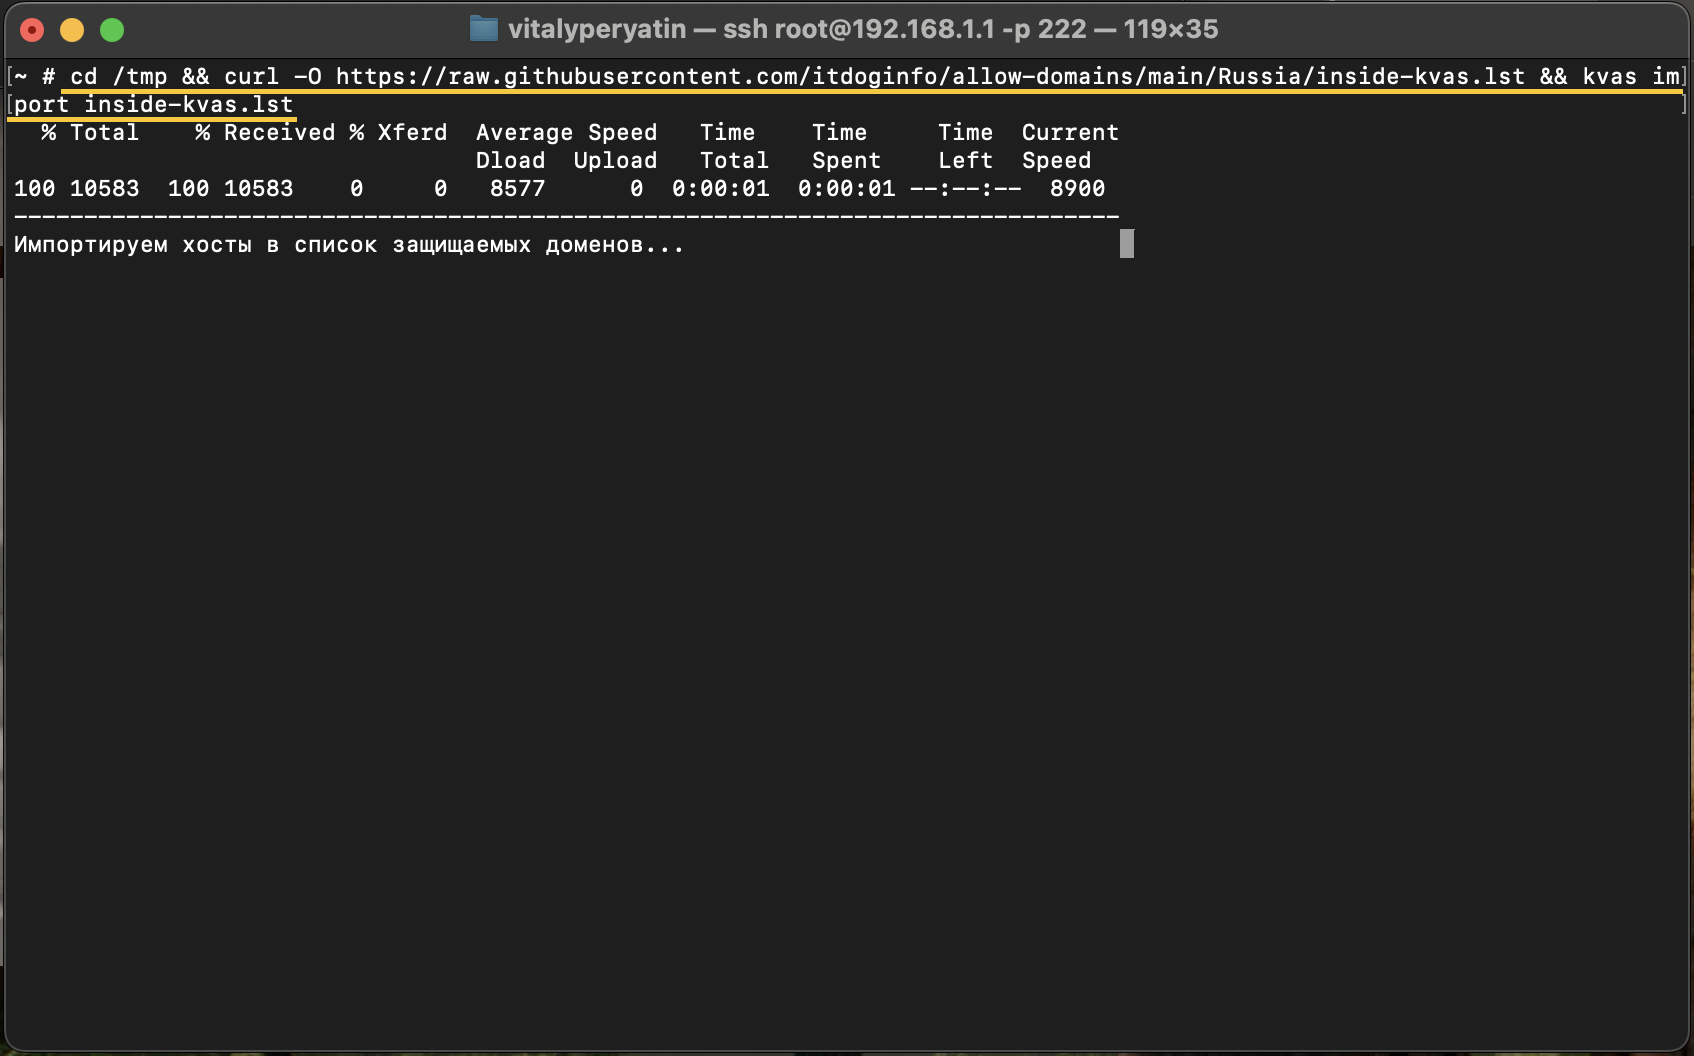 vitalyperyatin — ssh root@192.168.1.1 -p 222 — 119×35
[~ # cd /tmp && curl -O https://raw.githubusercontent.com/itdoginfo/allow-domains/main/Russia/inside-kvas.lst && kvas im]
[port inside-kvas.lst ]
  % Total    % Received % Xferd  Average Speed   Time    Time     Time  Current
                                 Dload  Upload   Total   Spent    Left  Speed
100 10583  100 10583    0     0   8577      0  0:00:01  0:00:01 --:--:--  8900
-------------------------------------------------------------------------------
Импортируем хосты в список защищаемых доменов...